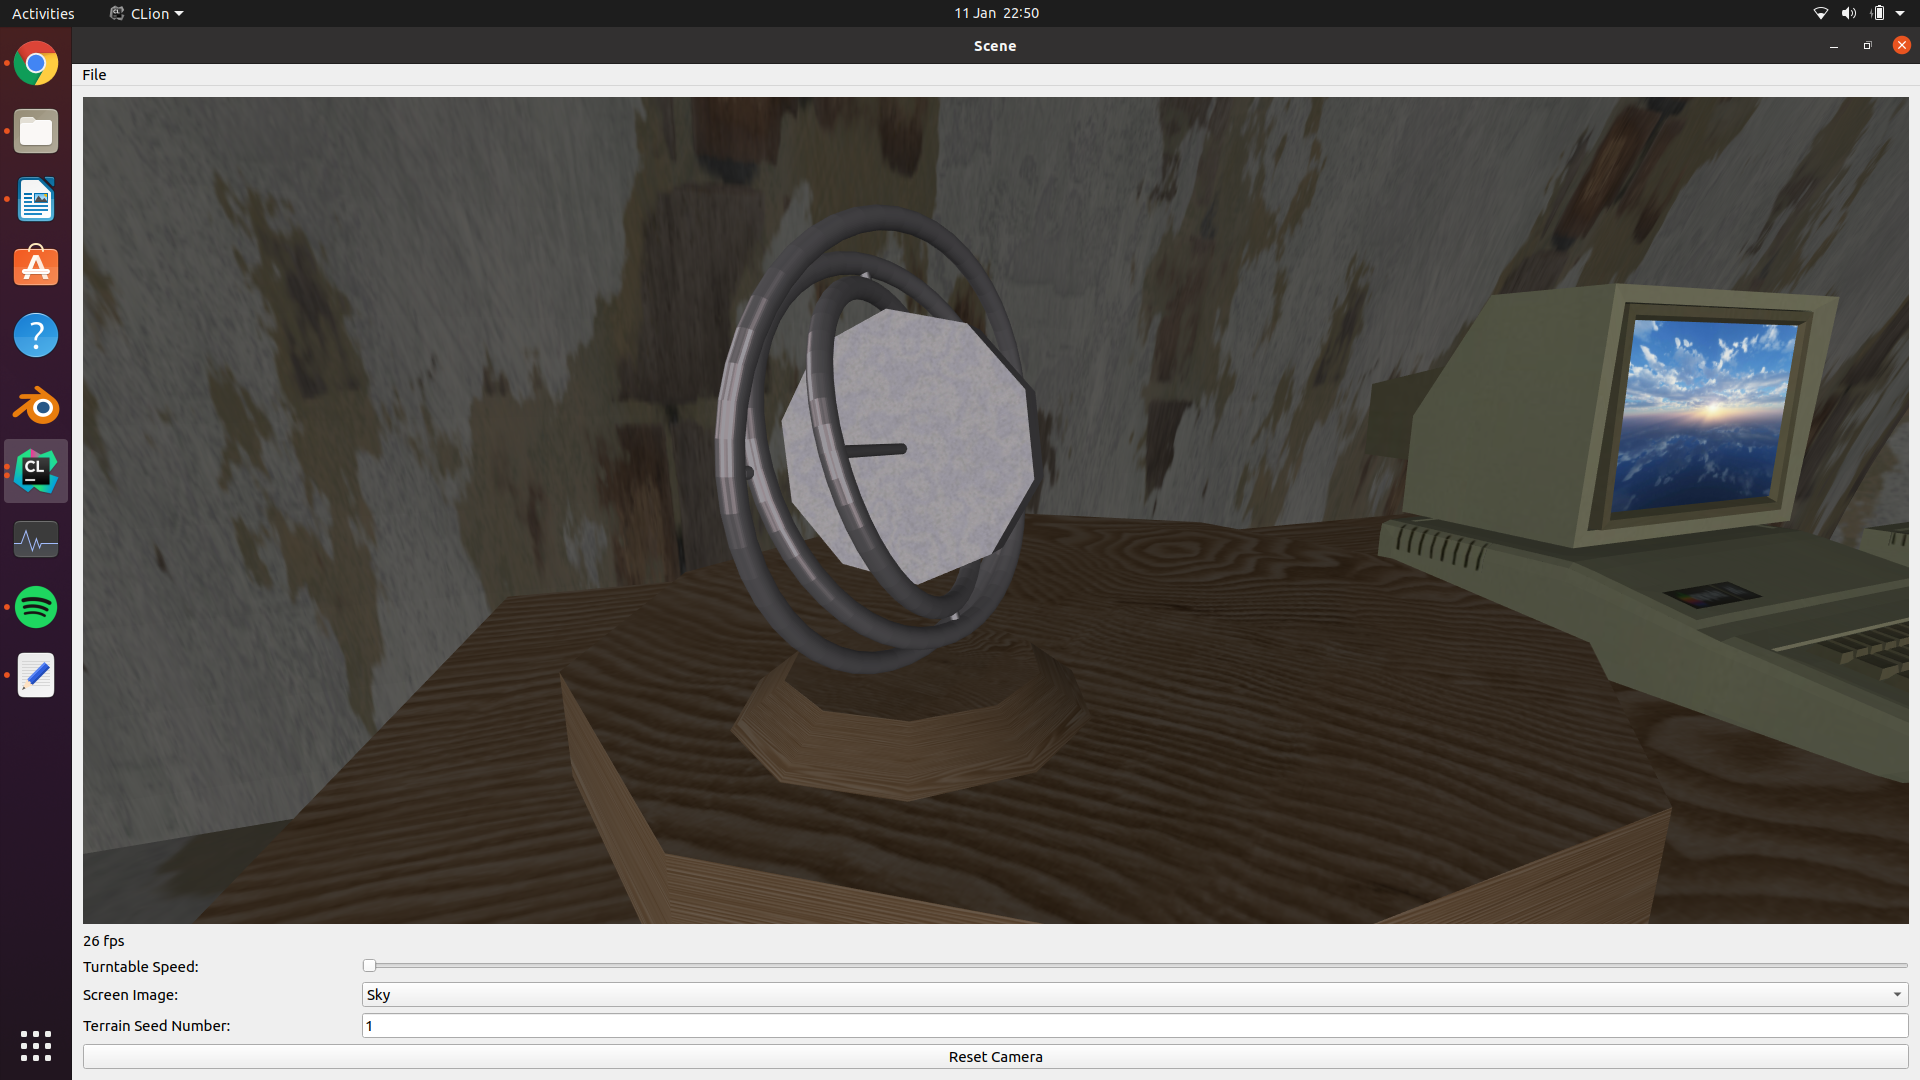 Activities
CLion
11 Jan 22:50
Scene
File
CL
26 fps
Turntable Speed:
Screen Image:
Sky
Terrain Seed Number:
1
Reset Camera